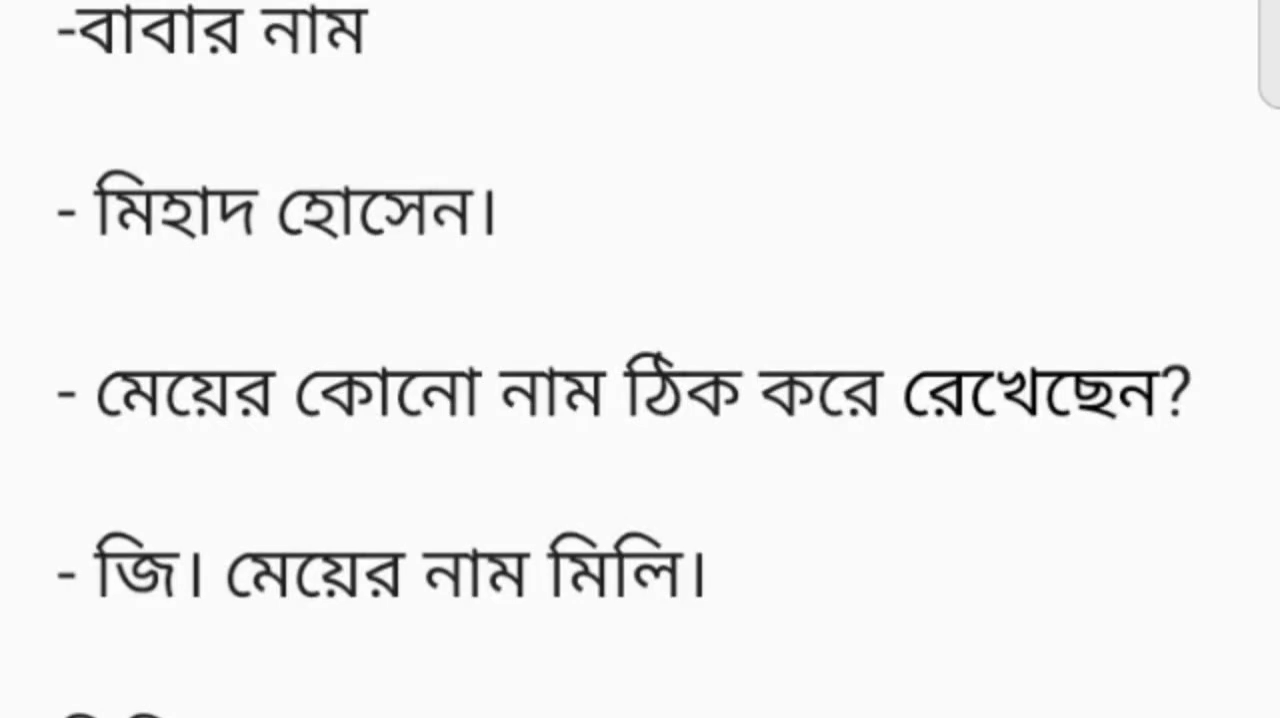 -বাবার নাম
- মিহাদ হোসেন।
- মেয়ের কোনো নাম ঠিক করে রেখেছেন?
- জি। মেয়ের নাম মিলি।